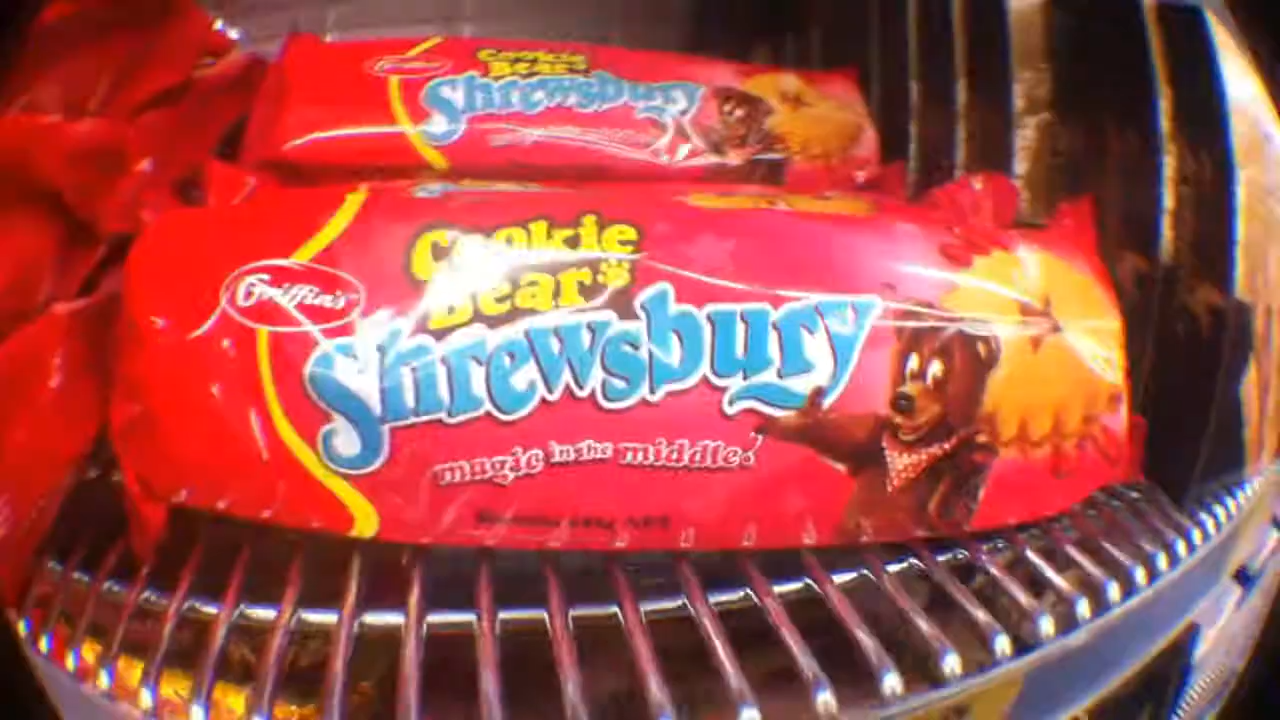 Cookie
Bear
Shrewsbury
Griffin's
Cookie
Bear
Shrewsbury
magic in the middle!